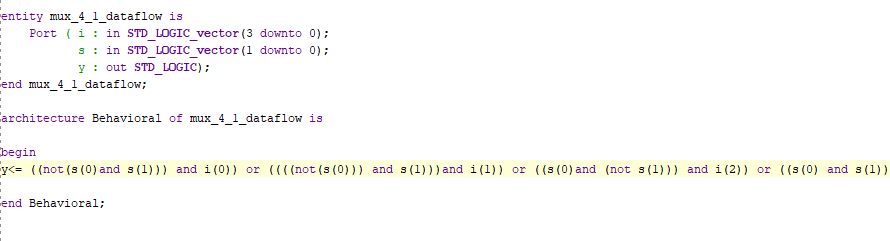 entity mux_4_1_dataflow is
Port ( i : in STD_LOGIC_vector(3 downto 0);
s : in STD_LOGIC_vector(1 downto 0);
y : out STD_LOGIC);
end mux_4_1_dataflow;
architecture Behavioral of mux_4_1_dataflow is
begin
y<= ((not(s(0)and s(1))) and i(0)) or ((((not(s(0))) and s(1)))and i(1)) or ((s(0)and (not s(1))) and i(2)) or ((s(0) and s(1))
end Behavioral;